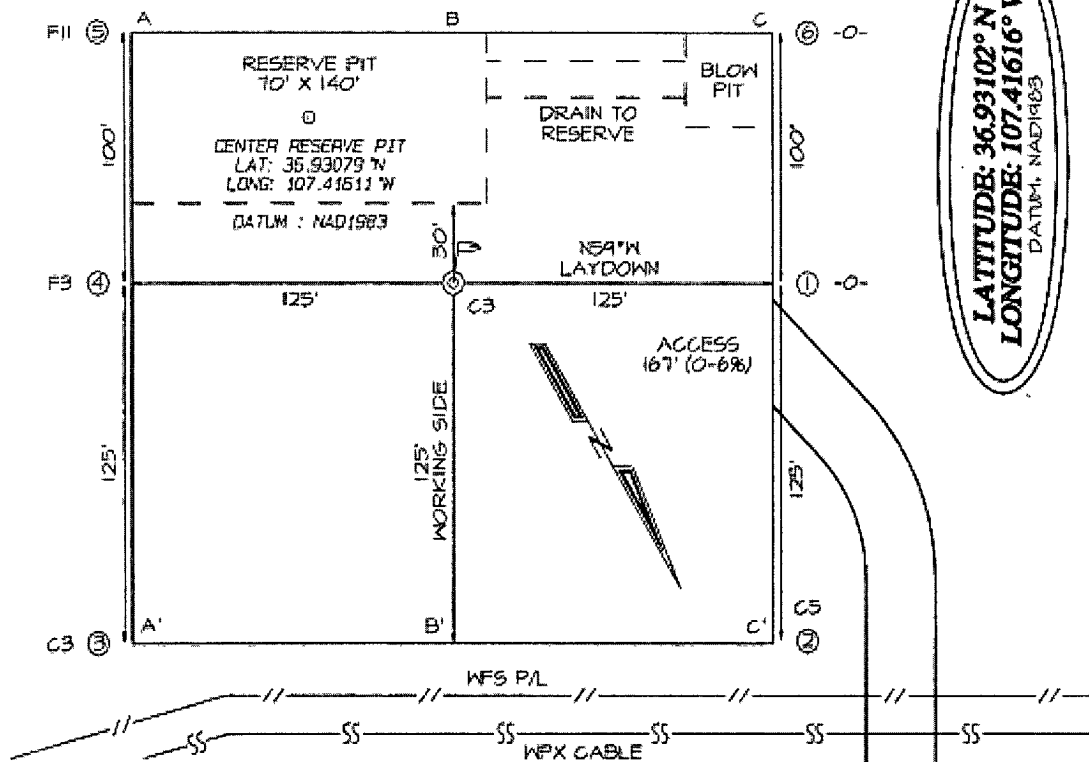 A B C
F11 ⑤
⑥ -0-
RESERVE PIT
70' X 140'
CENTER RESERVE PIT
LAT: 36.93079 °N
LONG: 107.41611 °W
DATUM : NAD1983
DRAIN TO
RESERVE
BLOW
PIT
100'
100'
30'
N59°W
LAYDOWN
F3 ④
① -0-
125'
125'
C3
ACCESS
167' (0-6%)
125'
125'
WORKING SIDE
125'
N
C5
C3 ③
②
A' B' C'
WFS P/L
WPX CABLE
LATITUDE: 36.93102° N
LONGITUDE: 107.41616° W
DATUM: NAD1983